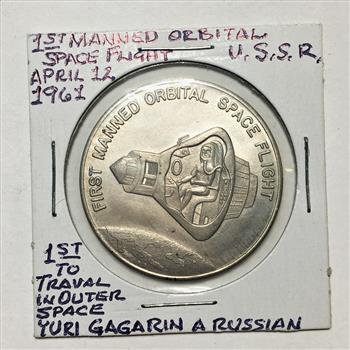 1ST MANNED ORBITAL
SPACE FLIGHT U.S.S.R.
APRIL 12
1961
FIRST MANNED ORBITAL SPACE FLIGHT
1ST
TO
TRAVAL
IN OUTER
SPACE
YURI GAGARIN A RUSSIAN